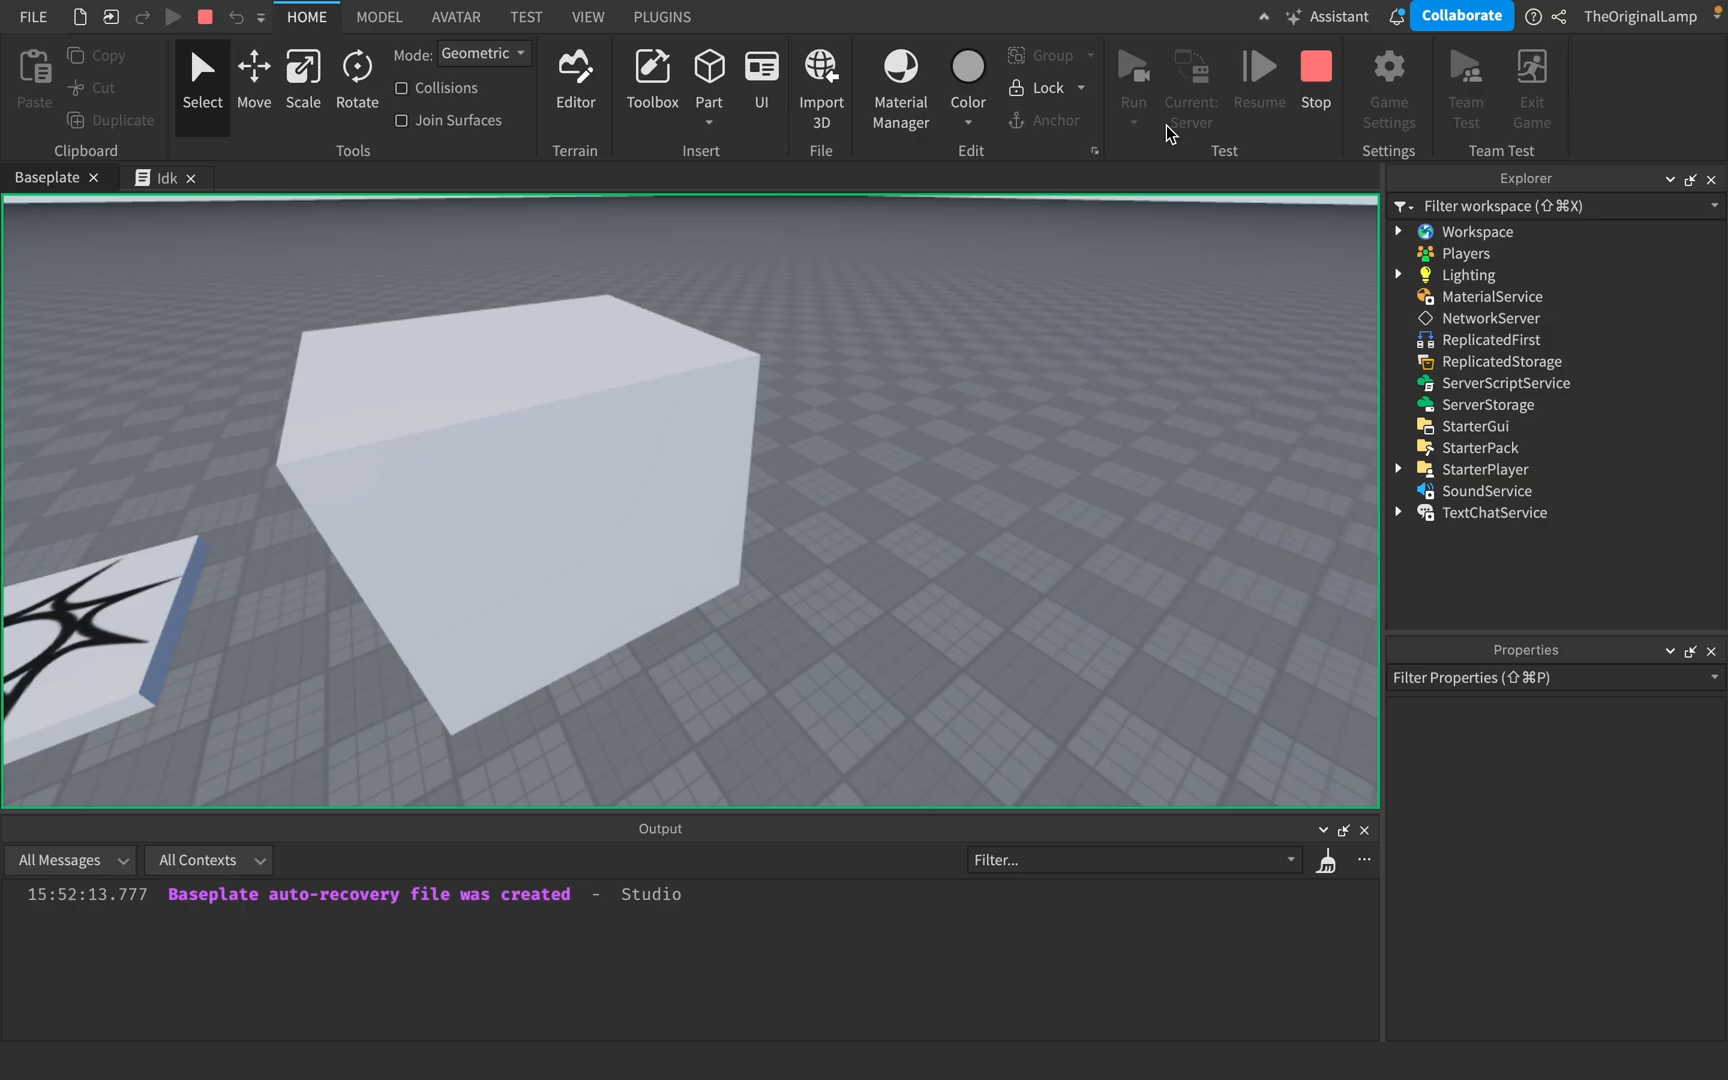 FILE
HOME
MODEL
AVATAR
TEST
VIEW
PLUGINS
Assistant
Collaborate
TheOriginalLamp
Paste
Copy
Cut
Duplicate
Clipboard
Select
Move
Scale
Rotate
Mode: Geometric
Collisions
Join Surfaces
Tools
Editor
Terrain
Toolbox
Part
UI
Insert
Import
3D
File
Material
Manager
Color
Group
Lock
Anchor
Edit
Run
Current:
Server
Resume
Stop
Test
Game
Settings
Settings
Team
Test
Exit
Game
Team Test
Baseplate
Idk
Explorer
Filter workspace (⇧⌘X)
Workspace
Players
Lighting
MaterialService
NetworkServer
ReplicatedFirst
ReplicatedStorage
ServerScriptService
ServerStorage
StarterGui
StarterPack
StarterPlayer
SoundService
TextChatService
Properties
Filter Properties (⇧⌘P)
Output
All Messages
All Contexts
Filter...
15:52:13.777 Baseplate auto-recovery file was created - Studio